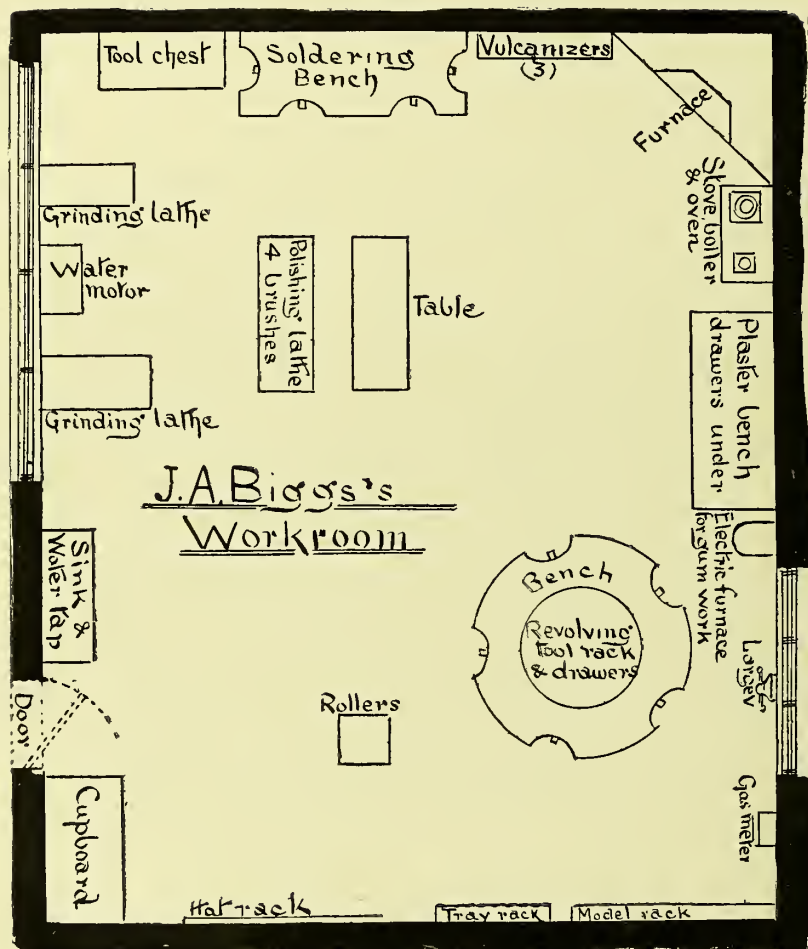 Tool chest
Soldering
Bench
Vulcanizers
(3)
Furnace
Stove, boiler
& oven
Grinding lathe
Water
motor
Polishing lathe
4 brushes
Table
Grinding lathe
Plaster bench
drawers under
J.A. Biggs's
Workroom
Electric furnace
for gum work
Sink &
Water tap
Bench
Revolving
tool rack
& drawers
Door
Rollers
Gas meter
Cupboard
Hat rack
Tray rack
Model rack